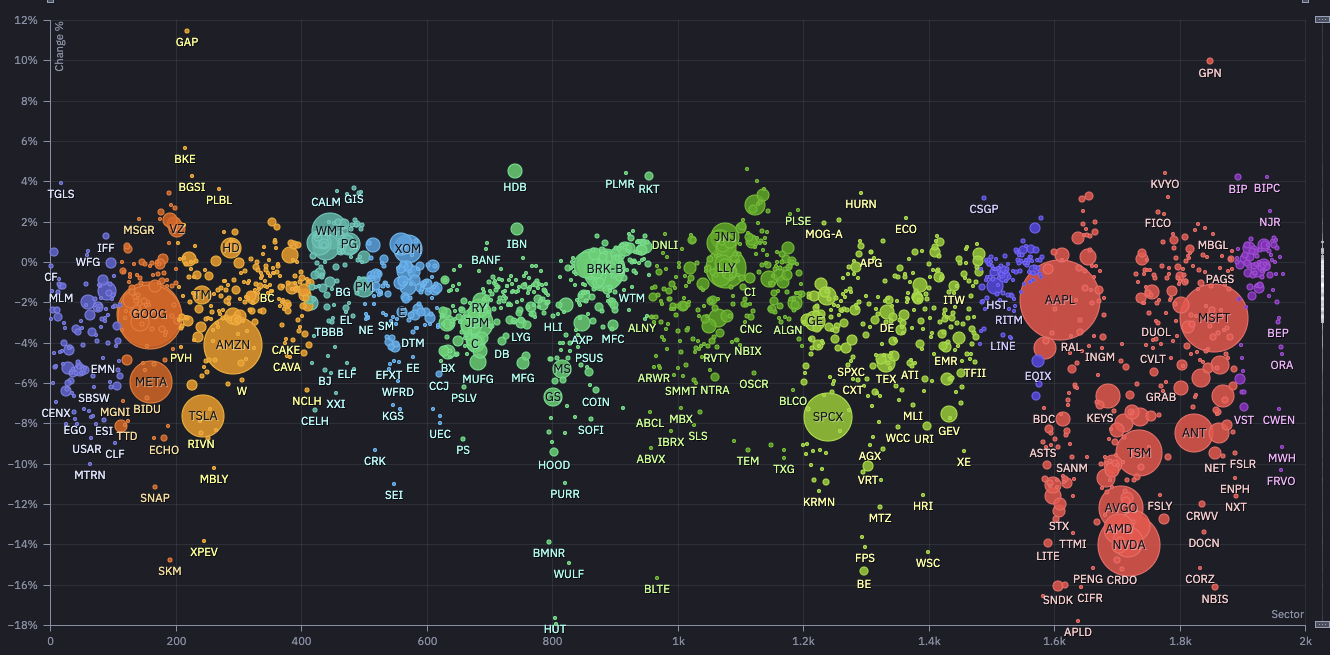 12%
Change %
GAP
10%
GPN
8%
6%
BKE
4%
BGSI
HDB
PLMR
RKT
KVYO
BIP
BIPC
TGLS
PLBL
CALM
GIS
HURN
CSGP
2%
MSGR
VZ
WMT
IBN
PLSE
MOG-A
ECO
FICO
NJR
IFF
HD
PG
XOM
DNLI
JNJ
MBGL
0%
WFG
BANF
BRK-B
LLY
APG
PAGS
CF
MLM
TM
BC
BG
PM
WTM
CI
ITW
HST
AAPL
-2%
GOOG
EL
E
RY
JPM
GE
RITM
MSFT
TBBB
NE
SM
HLI
ALNY
CNC
ALGN
DE
DUOL
BEP
-4%
AMZN
DTM
C
LYG
AXP
MFC
LINE
RAL
PVH
CAKE
DB
PSUS
RVTY
NBIX
INGM
CVLT
EMN
CAVA
ELF
EFXT
EE
BX
MS
EMR
ORA
META
BJ
CCJ
MUFG
MFG
ARWR
OSCR
SPXC
TEX
ATI
TFII
EQIX
-6%
SBSW
W
NCLH
WFRD
PSLV
GS
COIN
SMMT
NTRA
BLCO
CXT
GRAB
CENX
MGNI
BIDU
TSLA
XXI
KGS
SPCX
MLI
BDC
KEYS
VST
CWEN
-8%
EGO
ESI
TTD
CELH
UEC
SOFI
ABCL
MBX
SLS
GEV
ANT
USAR
CLF
ECHO
RIVN
PS
IBRX
WCC
URI
ASTS
TSM
-10%
MTRN
MBLY
CRK
HOOD
ABVX
TEM
TXG
AGX
XE
SANM
NET
FSLR
MWH
SNAP
SEI
PURR
VRT
ENPH
FRVO
-12%
KRMN
MTZ
HRI
STX
AVGO
FSLY
CRWV
NXT
-14%
XPEV
BMNR
FPS
WSC
LITE
TTMI
AMD
NVDA
DOCN
SKM
WULF
BE
PENG
CRDO
CORZ
-16%
BLTE
SNDK
CIFR
NBIS
Sector
-18%
HUT
APLD
0
200
400
600
800
1k
1.2k
1.4k
1.6k
1.8k
2k